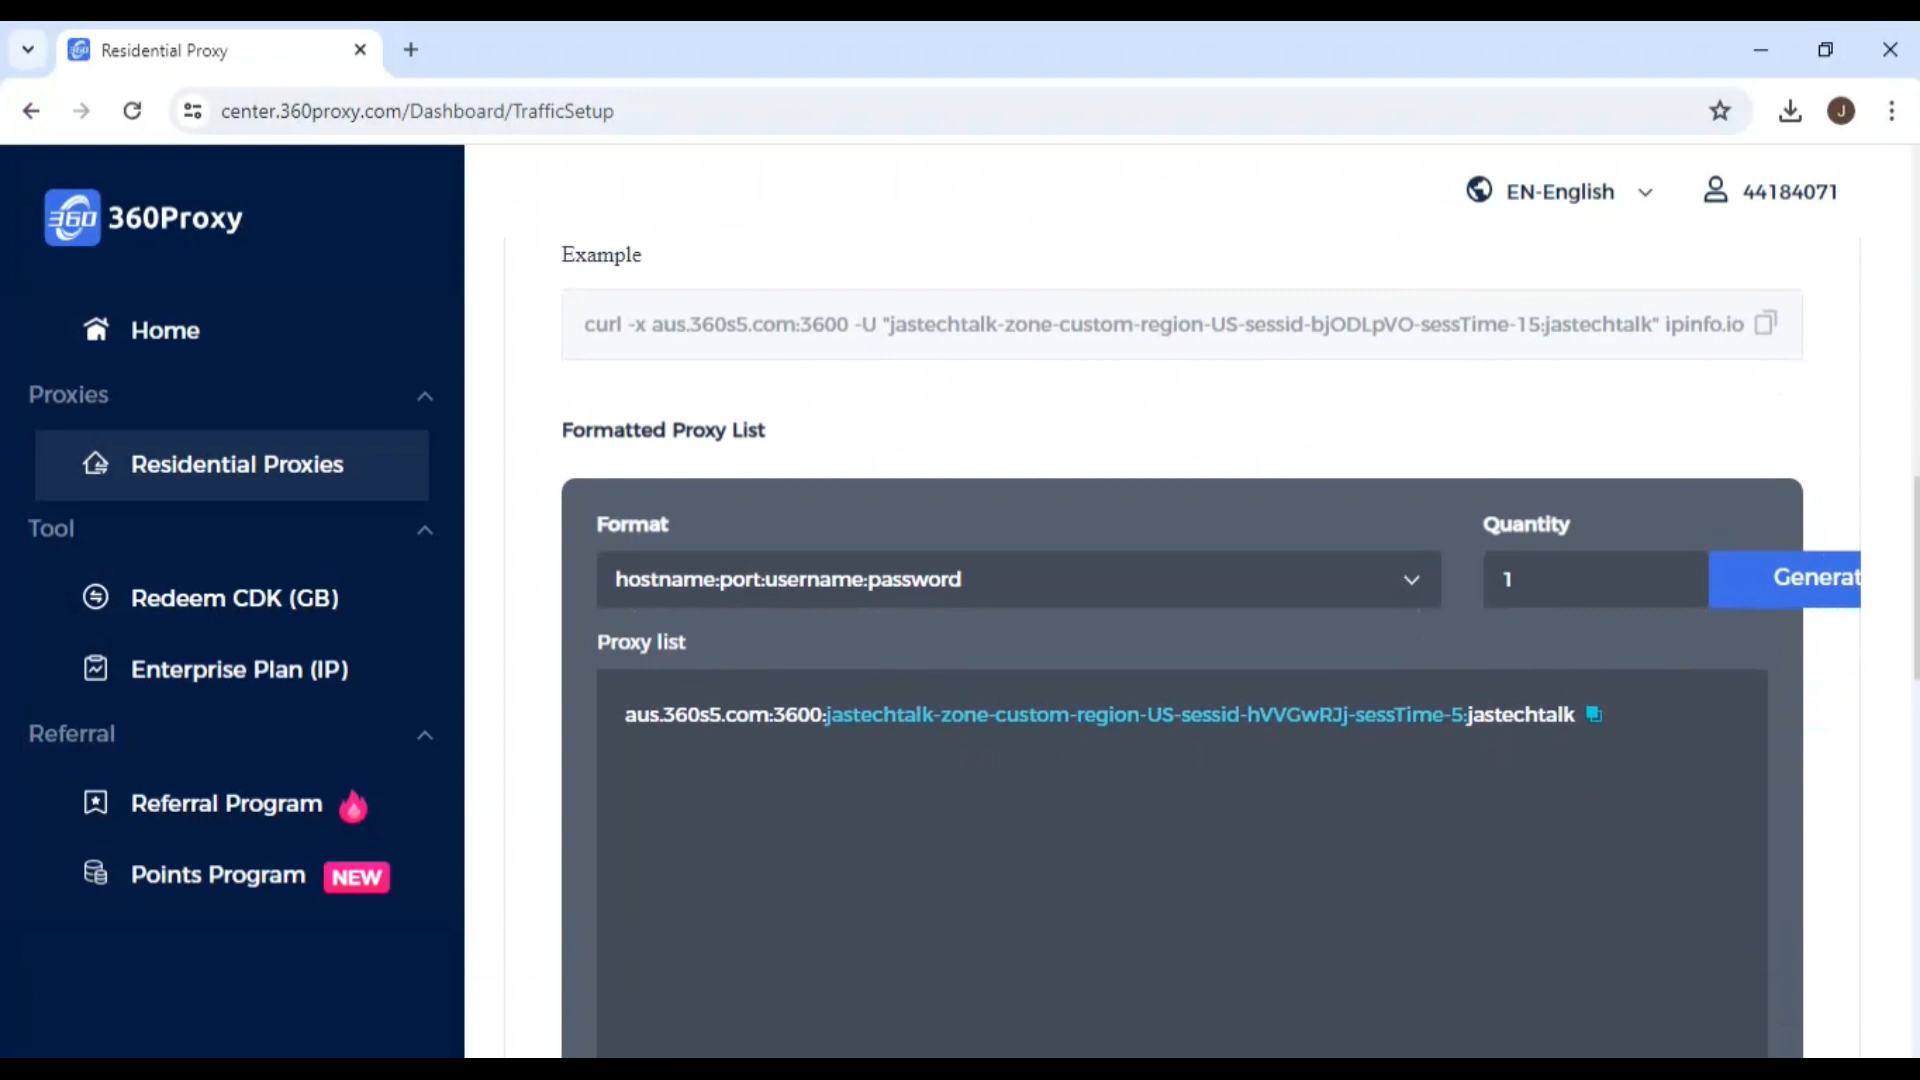 Residential Proxy
center.360proxy.com/Dashboard/TrafficSetup
J
360 360Proxy
EN-English
44184071
Home
Proxies
Residential Proxies
Tool
Redeem CDK (GB)
Enterprise Plan (IP)
Referral
Referral Program
Points Program NEW
Example
curl -x aus.360s5.com:3600 -U "jastechtalk-zone-custom-region-US-sessid-bjODLpVO-sessTime-15:jastechtalk" ipinfo.io
Formatted Proxy List
Format
Quantity
hostname:port:username:password
1
Generat
Proxy list
aus.360s5.com:3600:jastechtalk-zone-custom-region-US-sessid-hVVGwRJj-sessTime-5:jastechtalk